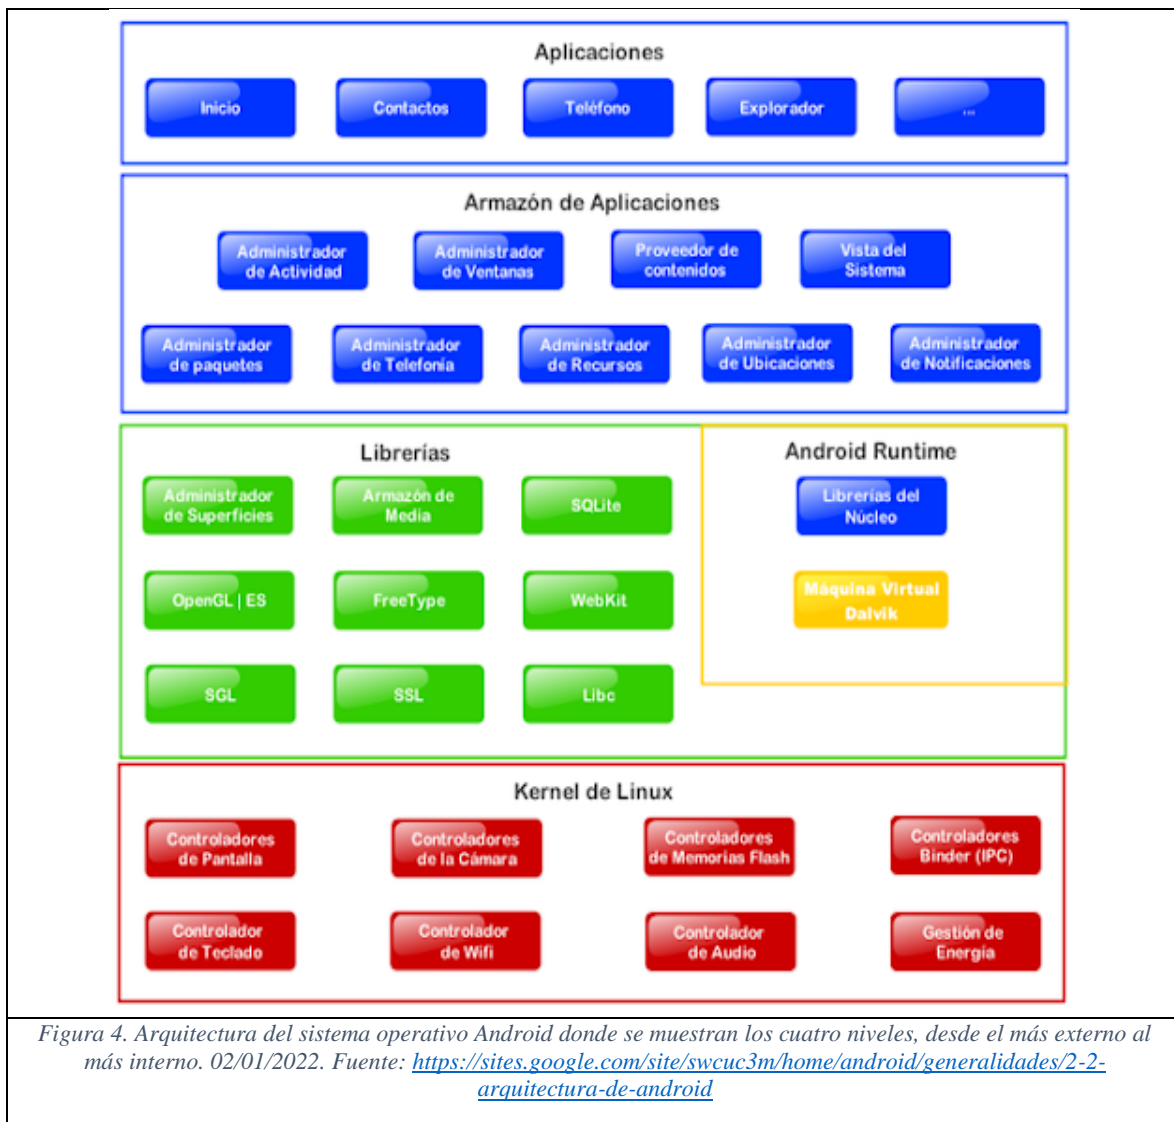 Aplicaciones
Inicio
Contactos
Teléfono
Explorador
...
Armazón de Aplicaciones
Administrador
de Actividad
Administrador
de Ventanas
Proveedor de
contenidos
Vista del
Sistema
Administrador
de paquetes
Administrador
de Telefonía
Administrador
de Recursos
Administrador
de Ubicaciones
Administrador
de Notificaciones
Librerías
Administrador
de Superficies
Armazón de
Media
SQLite
OpenGL | ES
FreeType
WebKit
SGL
SSL
Libc
Android Runtime
Librerías del
Núcleo
Máquina Virtual
Dalvik
Kernel de Linux
Controladores
de Pantalla
Controladores
de la Cámara
Controladores
de Memorias Flash
Controladores
Binder (IPC)
Controlador
de Teclado
Controlador
de Wifi
Controlador
de Audio
Gestión de
Energía
Figura 4. Arquitectura del sistema operativo Android donde se muestran los cuatro niveles, desde el más externo al
más interno. 02/01/2022. Fuente: https://sites.google.com/site/swcuc3m/home/android/generalidades/2-2-
arquitectura-de-android